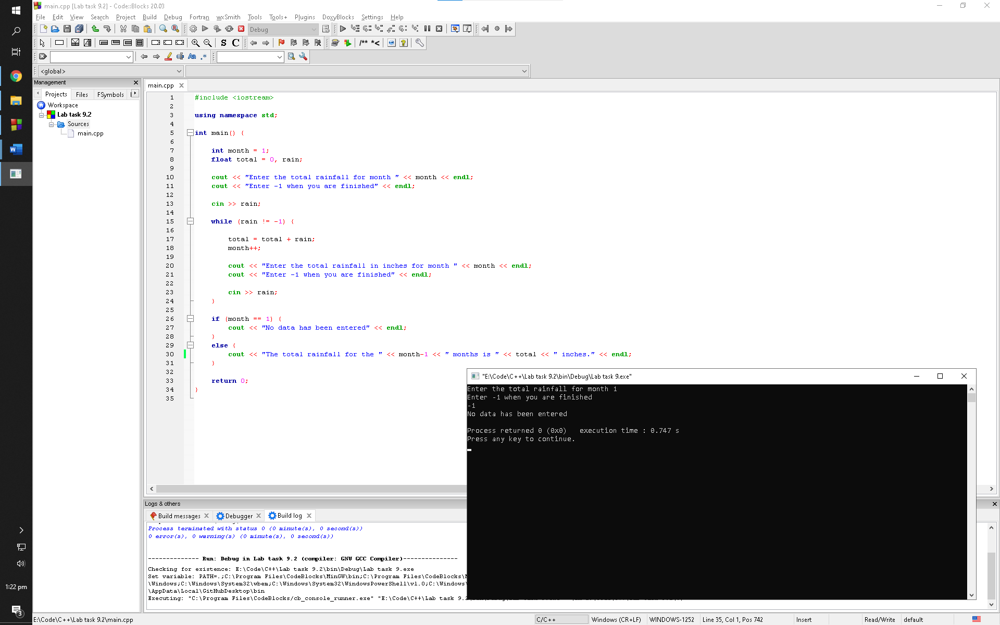 main.cpp [Lab task 9.2] - Code::Blocks 20.03
File Edit View Search Project Build Debug Fortran wxSmith Tools Tools+ Plugins DoxyBlocks Settings Help
Debug
S C /** *<
Aa .*
<global>
Management
Projects Files FSymbols
Workspace
Lab task 9.2
Sources
main.cpp
main.cpp
1 #include <iostream>
2
3 using namespace std;
4
5 int main() {
6
7 int month = 1;
8 float total = 0, rain;
9
10 cout << "Enter the total rainfall for month " << month << endl;
11 cout << "Enter -1 when you are finished" << endl;
12
13 cin >> rain;
14
15 while (rain != -1) {
16
17 total = total + rain;
18 month++;
19
20 cout << "Enter the total rainfall in inches for month " << month << endl;
21 cout << "Enter -1 when you are finished" << endl;
22
23 cin >> rain;
24 }
25
26 if (month == 1) {
27 cout << "No data has been entered" << endl;
28 }
29 else {
30 cout << "The total rainfall for the " << month-1 << " months is " << total << " inches." << endl;
31 }
32
33 return 0;
34 }
35
"E:\Code\C++\Lab task 9.2\bin\Debug\Lab task 9.exe"
Enter the total rainfall for month 1
Enter -1 when you are finished
-1
No data has been entered
Process returned 0 (0x0) execution time : 0.747 s
Press any key to continue.
Logs & others
Build messages Debugger Build log
Process terminated with status 0 (0 minute(s), 0 second(s))
0 error(s), 0 warning(s) (0 minute(s), 0 second(s))
-------------- Run: Debug in Lab task 9.2 (compiler: GNU GCC Compiler)---------------
Checking for existence: E:\Code\C++\Lab task 9.2\bin\Debug\Lab task 9.exe
Set variable: PATH=.;C:\Program Files\CodeBlocks\MinGW\bin;C:\Program Files\CodeBlocks\M
\Windows;C:\Windows\System32\wbem;C:\Windows\System32\WindowsPowerShell\v1.0;C:\Windows\
\AppData\Local\GitHubDesktop\bin
Executing: "C:\Program Files\CodeBlocks/cb_console_runner.exe" "E:\Code\C++\Lab task 9.2
1:22 pm
3
E:\Code\C++\Lab task 9.2\main.cpp C/C++ Windows (CR+LF) WINDOWS-1252 Line 35, Col 1, Pos 742 Insert Read/Write default